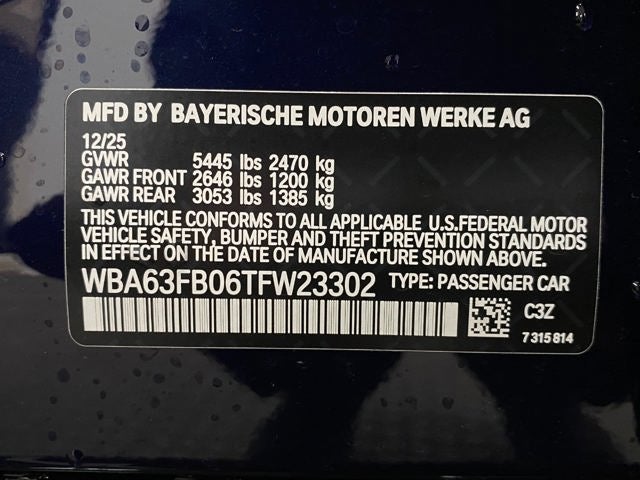 MFD BY BAYERISCHE MOTOREN WERKE AG
12/25
GVWR 5445 lbs 2470 kg
GAWR FRONT 2646 lbs 1200 kg
GAWR REAR 3053 lbs 1385 kg
THIS VEHICLE CONFORMS TO ALL APPLICABLE U.S.FEDERAL MOTOR
VEHICLE SAFETY, BUMPER AND THEFT PREVENTION STANDARDS
IN EFFECT ON THE DATE OF MANUFACTURE SHOWN ABOVE.
WBA63FB06TFW23302 TYPE: PASSENGER CAR
C3Z
7 315 814